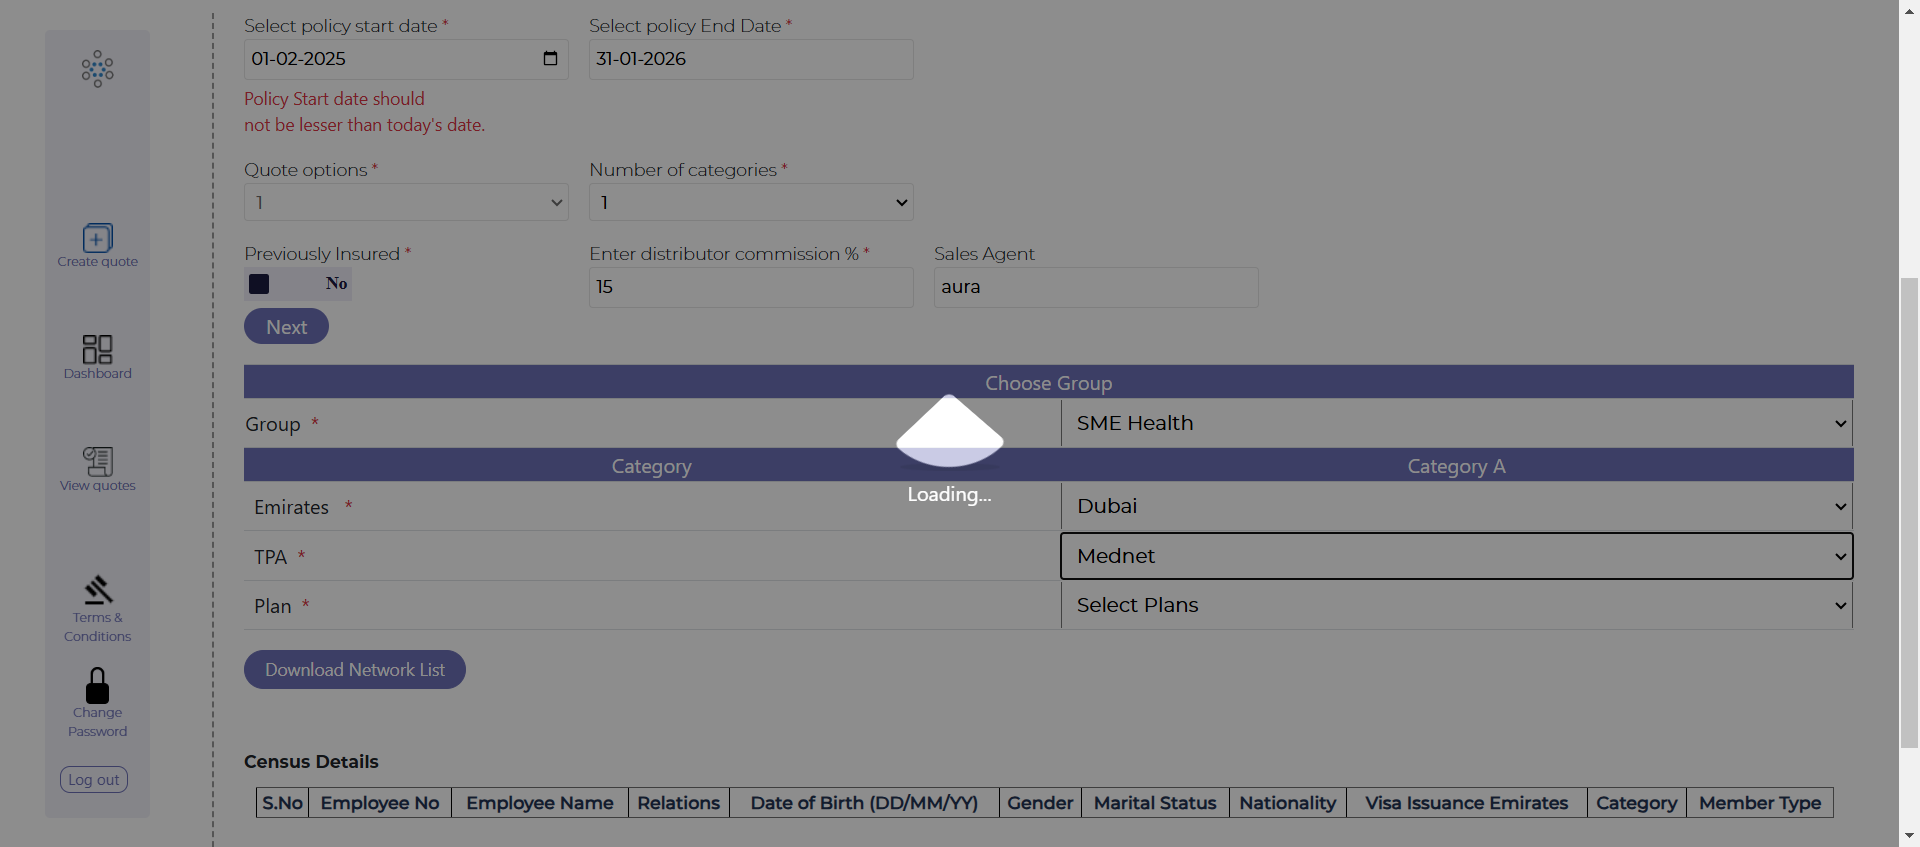 Select policy start date *
Select policy End Date *
01-02-2025
31-01-2026
Policy Start date should
not be lesser than today's date.
Quote options *
Number of categories *
1
1
Previously Insured *
Enter distributor commission % *
Sales Agent
No
15
aura
Next
Choose Group
Group *
SME Health
Category
Category A
Loading...
Emirates *
Dubai
TPA *
Mednet
Plan *
Select Plans
Download Network List
Census Details
S.No
Employee No
Employee Name
Relations
Date of Birth (DD/MM/YY)
Gender
Marital Status
Nationality
Visa Issuance Emirates
Category
Member Type
Create quote
Dashboard
View quotes
Terms &
Conditions
Change
Password
Log out